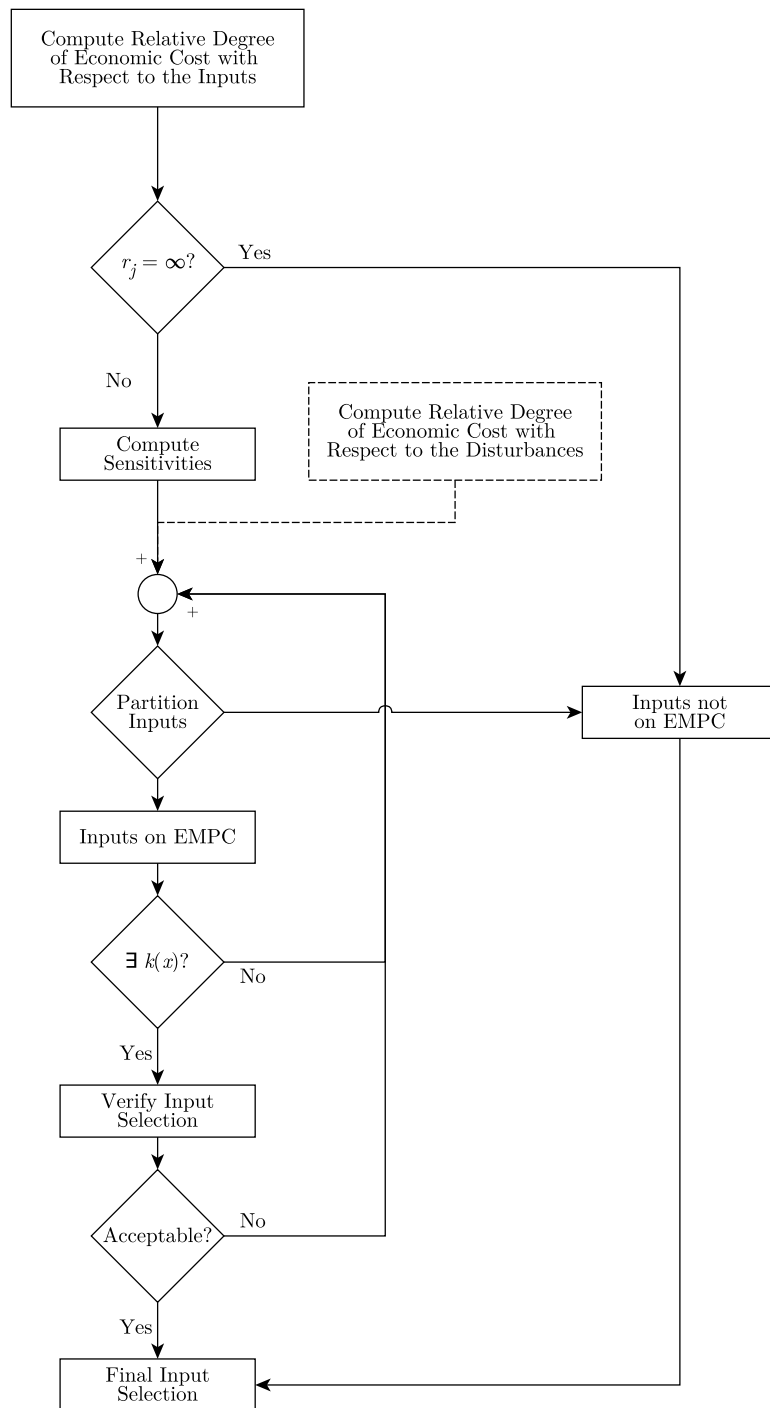 Compute Relative Degree
of Economic Cost with
Respect to the Inputs
r_j = ∞?
Yes
No
Compute
Sensitivities
Compute Relative Degree
of Economic Cost with
Respect to the Disturbances
+
+
Partition
Inputs
Inputs not
on EMPC
Inputs on EMPC
∃ k(x)?
No
Yes
Verify Input
Selection
Acceptable?
No
Yes
Final Input
Selection